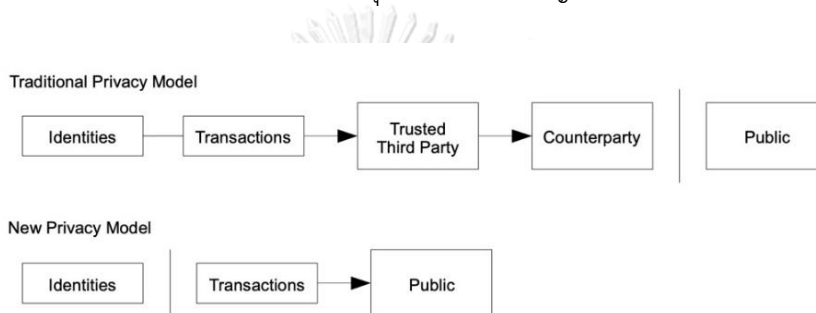 Traditional Privacy Model
Identities
Transactions
Trusted
Third Party
Counterparty
Public
New Privacy Model
Identities
Transactions
Public